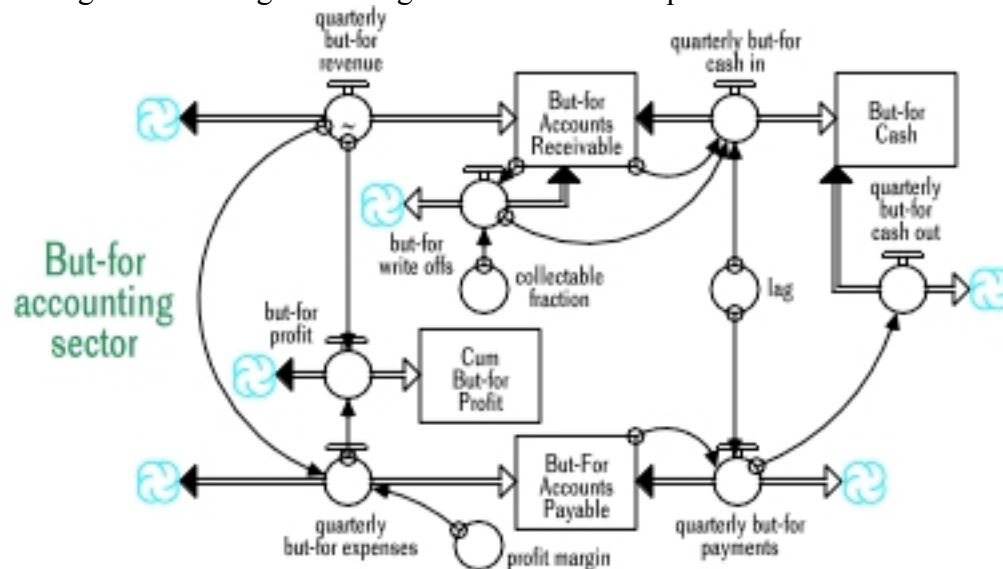 quarterly
but-for
revenue
quarterly but-for
cash in
But-for
Accounts
Receivable
But-for
Cash
~
quarterly
but-for
cash out
but-for
write offs
collectable
fraction
lag
But-for
accounting
sector
but-for
profit
Cum
But-for
Profit
But-For
Accounts
Payable
quarterly
but-for expenses
profit margin
quarterly but-for
payments